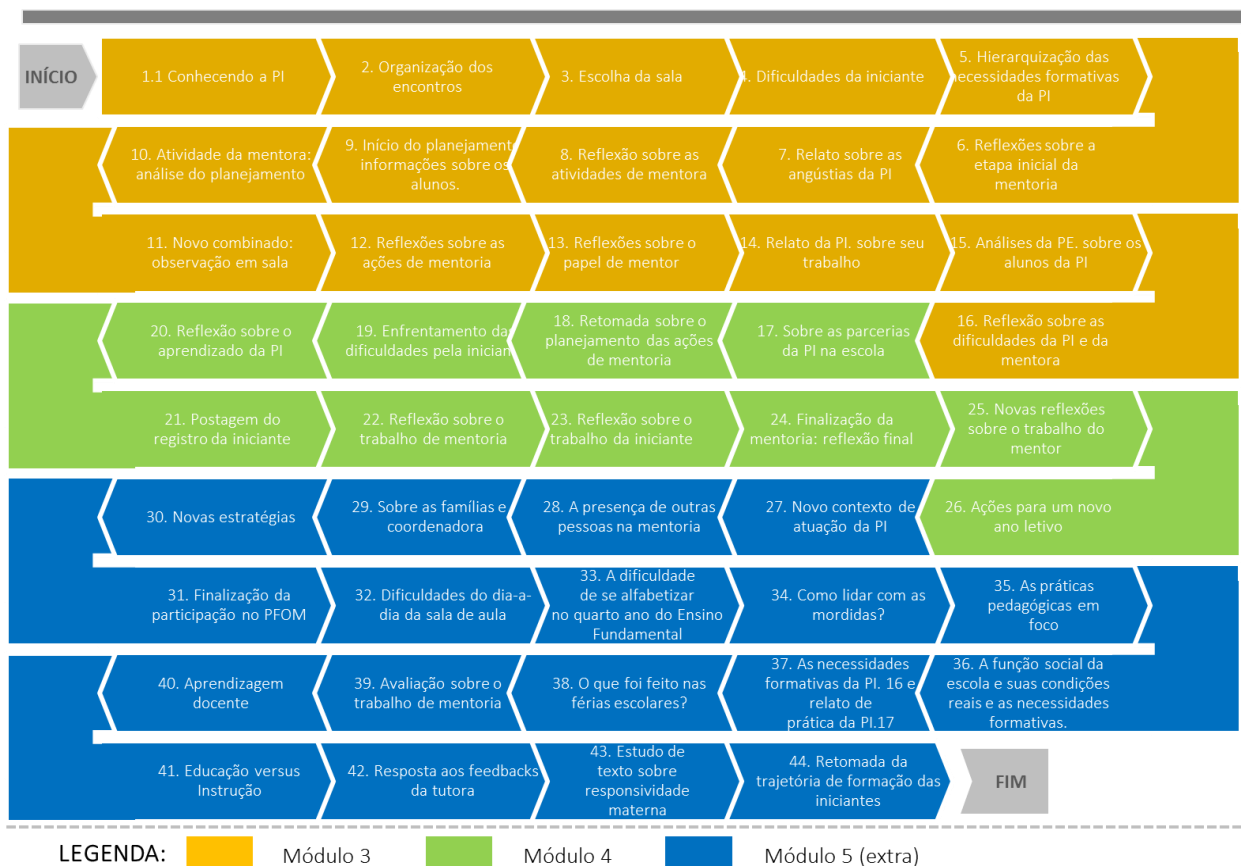 INÍCIO
1.1 Conhecendo a PI
2. Organização dos
encontros
3. Escolha da sala
4. Dificuldades da iniciante
5. Hierarquização das
necessidades formativas
da PI
10. Atividade da mentora:
análise do planejamento
9. Início do planejamento
informações sobre os
alunos.
8. Reflexão sobre as
atividades de mentora
7. Relato sobre as
angústias da PI
6. Reflexões sobre a
etapa inicial da
mentoria
11. Novo combinado:
observação em sala
12. Reflexões sobre as
ações de mentoria
13. Reflexões sobre o
papel de mentor
14. Relato da PI. sobre seu
trabalho
15. Análises da PE. sobre os
alunos da PI
20. Reflexão sobre o
aprendizado da PI
19. Enfrentamento das
dificuldades pela iniciant
18. Retomada sobre o
planejamento das ações
de mentoria
17. Sobre as parcerias
da PI na escola
16. Reflexão sobre as
dificuldades da PI e da
mentora
21. Postagem do
registro da iniciante
22. Reflexão sobre o
trabalho de mentoria
23. Reflexão sobre o
trabalho da iniciante
24. Finalização da
mentoria: reflexão final
25. Novas reflexões
sobre o trabalho do
mentor
30. Novas estratégias
29. Sobre as famílias e
coordenadora
28. A presença de outras
pessoas na mentoria
27. Novo contexto de
atuação da PI
26. Ações para um novo
ano letivo
31. Finalização da
participação no PFOM
32. Dificuldades do dia-a-
dia da sala de aula
33. A dificuldade
de se alfabetizar
no quarto ano do Ensino
Fundamental
34. Como lidar com as
mordidas?
35. As práticas
pedagógicas em
foco
40. Aprendizagem
docente
39. Avaliação sobre o
trabalho de mentoria
38. O que foi feito nas
férias escolares?
37. As necessidades
formativas da PI. 16 e
relato de
prática da PI.17
36. A função social da
escola e suas condições
reais e as necessidades
formativas.
41. Educação versus
Instrução
42. Resposta aos feedbacks
da tutora
43. Estudo de
texto sobre
responsividade
materna
44. Retomada da
trajetória de formação das
iniciantes
FIM
LEGENDA:
Módulo 3
Módulo 4
Módulo 5 (extra)